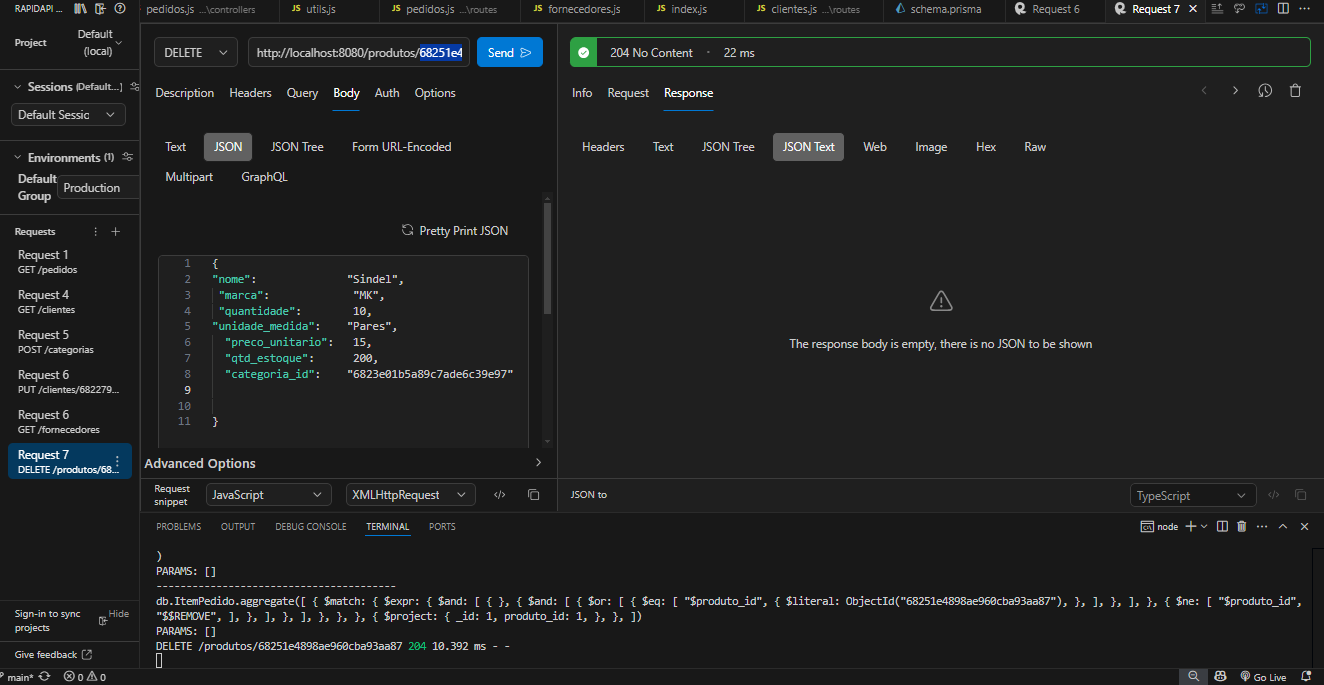 RAPIDAPI ...
pedidos.js ...\controllers
JS utils.js
JS pedidos.js ...\routes
JS fornecedores.js
JS index.js
JS clientes.js ...\routes
schema.prisma
Request 6
Request 7
Project
Default (local)
Sessions (Default...)
Default Sessic
Environments (1)
Default Group
Production
Requests
Request 1
GET /pedidos
Request 4
GET /clientes
Request 5
POST /categorias
Request 6
PUT /clientes/682279...
Request 6
GET /fornecedores
Request 7
DELETE /produtos/68...
Sign-in to sync projects
Hide
Give feedback
DELETE
http://localhost:8080/produtos/68251e4
Send
Description Headers Query Body Auth Options
Text JSON JSON Tree Form URL-Encoded
Multipart GraphQL
Pretty Print JSON
1 {
2 "nome": "Sindel",
3 "marca": "MK",
4 "quantidade": 10,
5 "unidade_medida": "Pares",
6 "preco_unitario": 15,
7 "qtd_estoque": 200,
8 "categoria_id": "6823e01b5a89c7ade6c39e97"
9
10
11 }
Advanced Options
Request snippet
JavaScript
XMLHttpRequest
204 No Content · 22 ms
Info Request Response
Headers Text JSON Tree JSON Text Web Image Hex Raw
The response body is empty, there is no JSON to be shown
JSON to
TypeScript
PROBLEMS OUTPUT DEBUG CONSOLE TERMINAL PORTS
node
)
PARAMS: []
----------------------------------------
db.ItemPedido.aggregate([ { $match: { $expr: { $and: [ { }, { $and: [ { $or: [ { $eq: [ "$produto_id", { $literal: ObjectId("68251e4898ae960cba93aa87"), }, ], }, ], }, { $ne: [ "$produto_id",
"$$REMOVE", ], }, ], }, ], }, }, }, { $project: { _id: 1, produto_id: 1, }, }, ])
PARAMS: []
DELETE /produtos/68251e4898ae960cba93aa87 204 10.392 ms - -
main*
0 0
Go Live